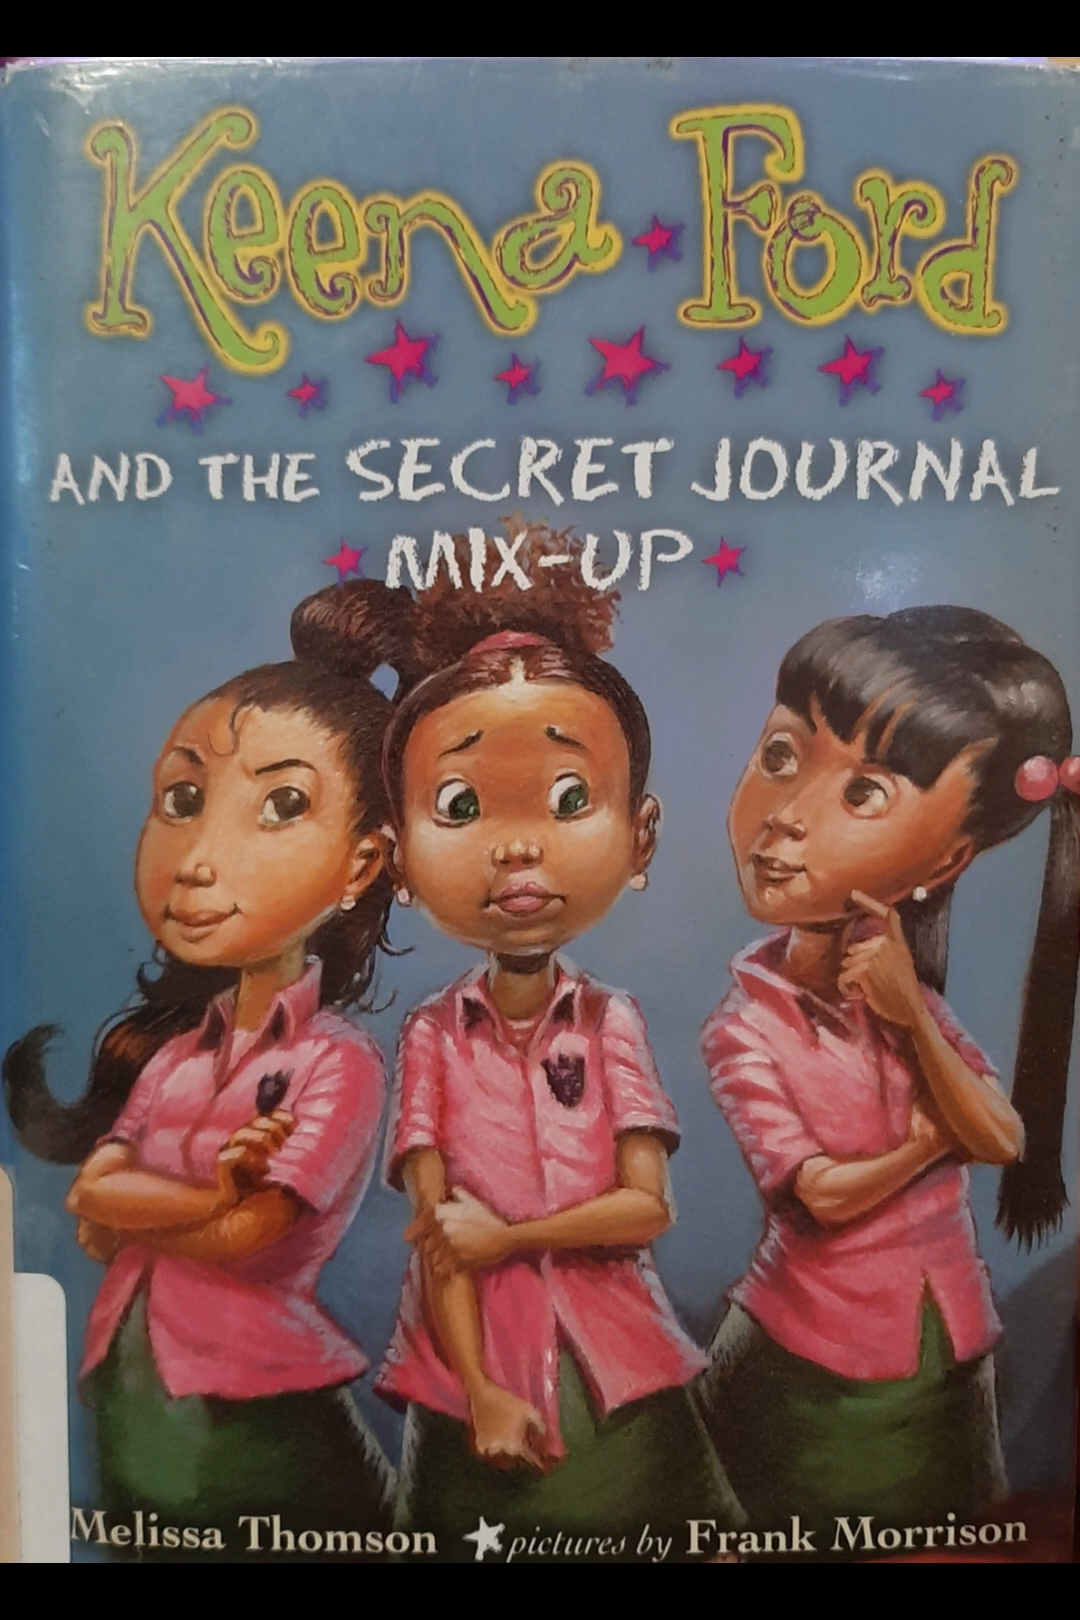 Keena Ford
AND THE SECRET JOURNAL
MIX-UP
Melissa Thomson pictures by Frank Morrison